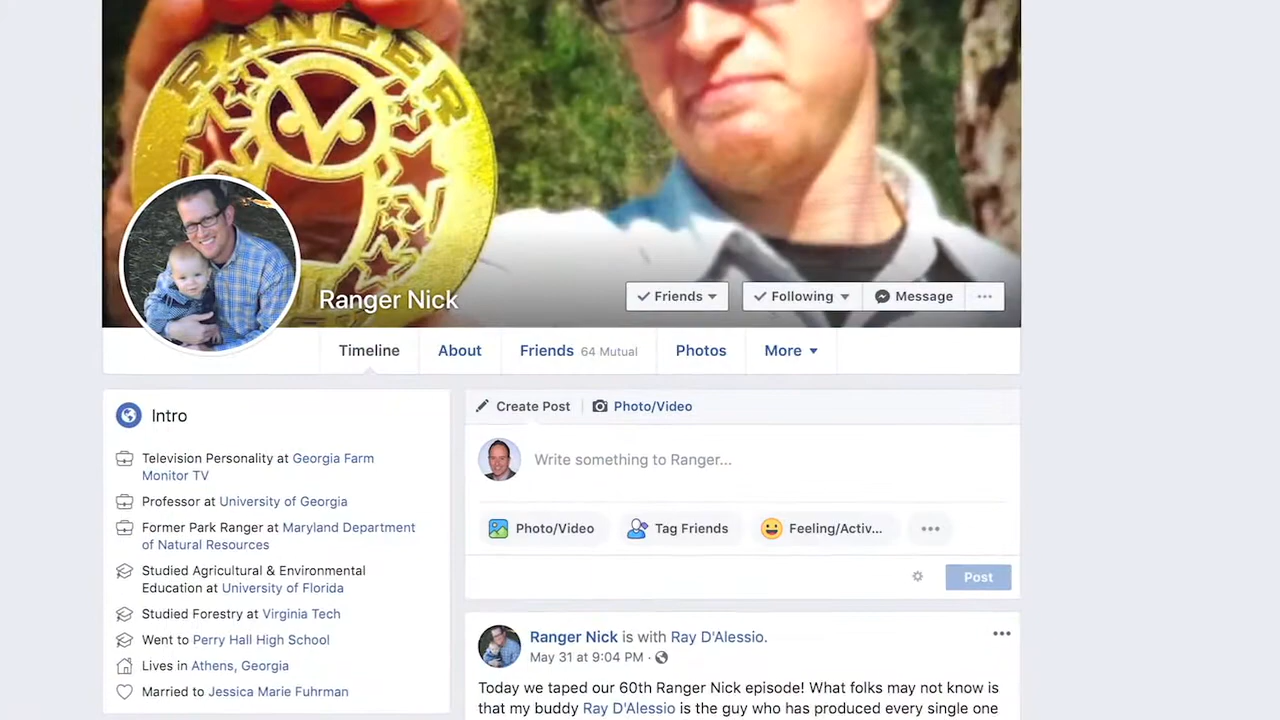 RANGER
Ranger Nick
Friends
Following
Message
Timeline
About
Friends 64 Mutual
Photos
More
Intro
Television Personality at Georgia Farm
Monitor TV
Professor at University of Georgia
Former Park Ranger at Maryland Department
of Natural Resources
Studied Agricultural & Environmental
Education at University of Florida
Studied Forestry at Virginia Tech
Went to Perry Hall High School
Lives in Athens, Georgia
Married to Jessica Marie Fuhrman
Create Post
Photo/Video
Write something to Ranger...
Photo/Video
Tag Friends
Feeling/Activ...
Post
Ranger Nick is with Ray D'Alessio.
May 31 at 9:04 PM ·
Today we taped our 60th Ranger Nick episode! What folks may not know is
that my buddy Ray D'Alessio is the guy who has produced every single one